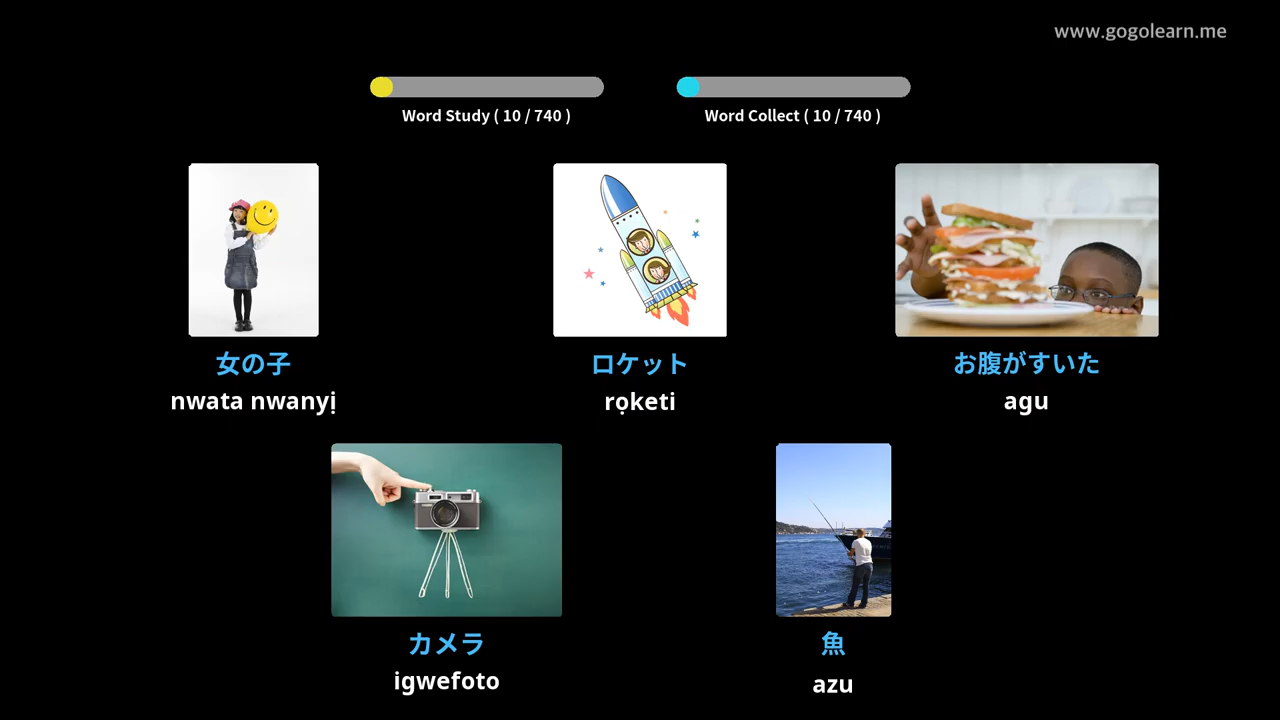 www.gogolearn.me
Word Study ( 10 / 740 )
Word Collect ( 10 / 740 )
女の子
nwata nwanyị
ロケット
rọketi
お腹がすいた
agu
カメラ
igwefoto
魚
azu